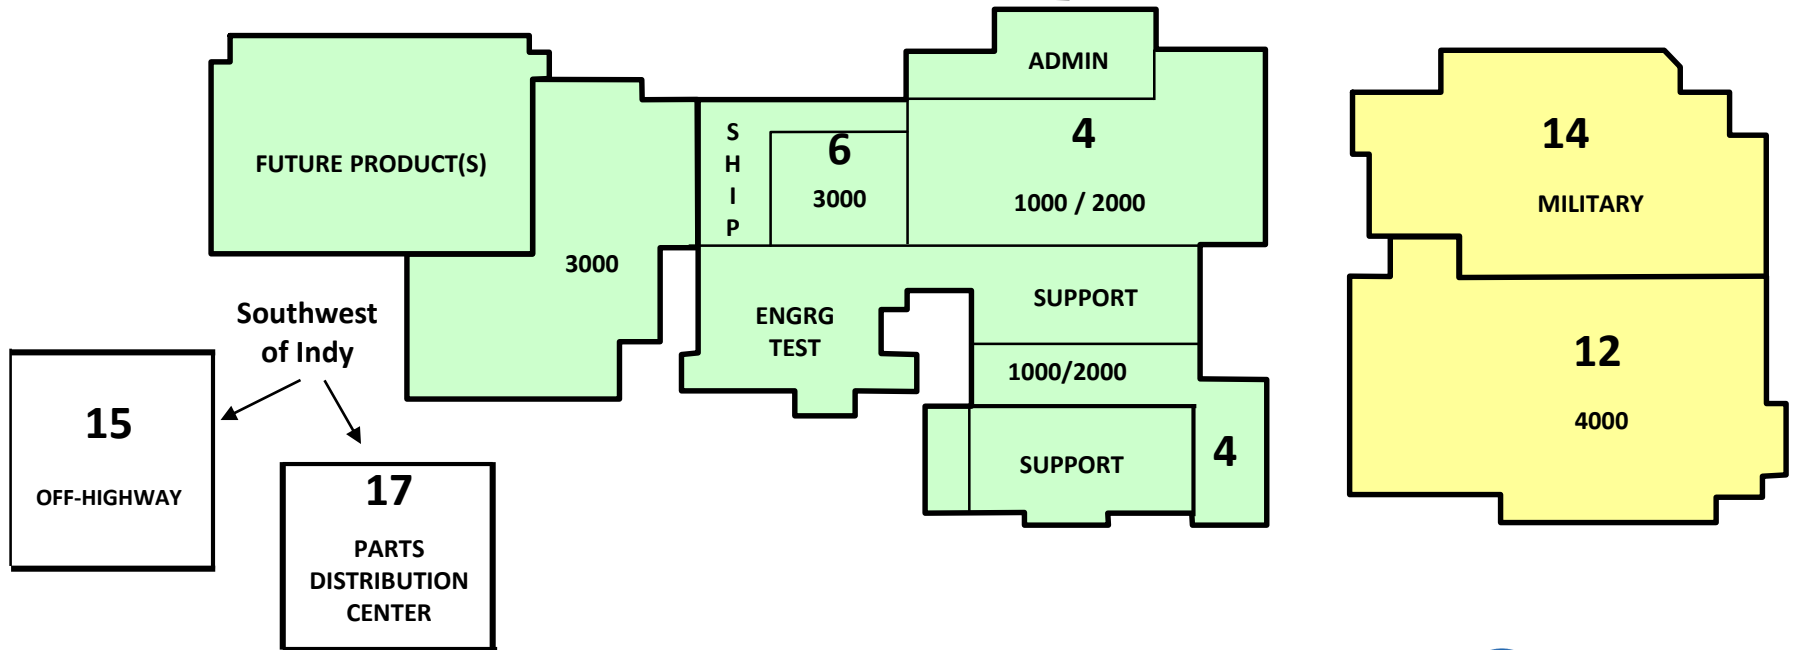 FUTURE PRODUCT(S)
3000
S
H
I
P
6
3000
ADMIN
4
1000 / 2000
ENGRG
TEST
SUPPORT
1000/2000
SUPPORT
4
14
MILITARY
12
4000
Southwest
of Indy
15
OFF-HIGHWAY
17
PARTS
DISTRIBUTION
CENTER